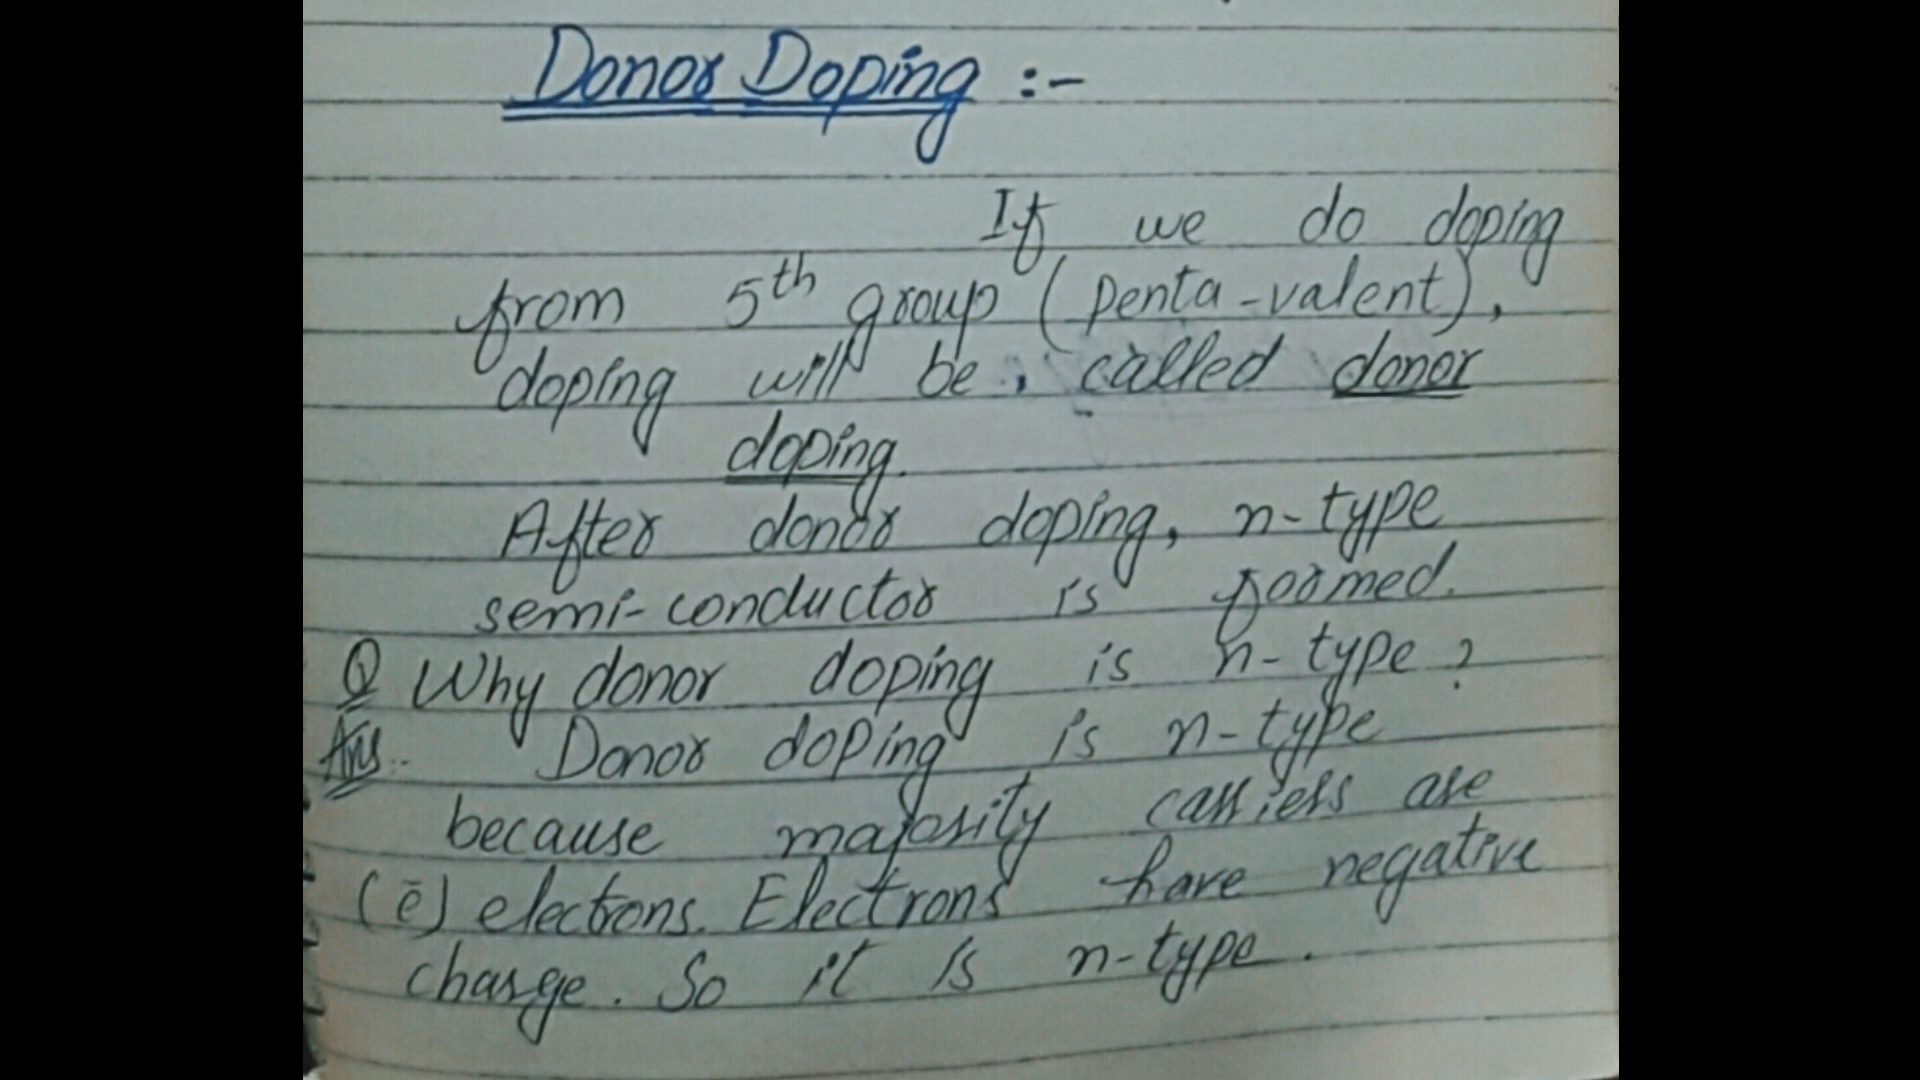 Donor Doping :-
If we do doping
from 5th group (penta-valent),
doping will be, called donor
doping.
After donor doping, n-type
semi-conductor is formed.
Q Why donor doping is n-type?
Ans:- Donor doping is n-type
because majority carriers are
(ē) electrons. Electrons have negative
charge. So it is n-type.